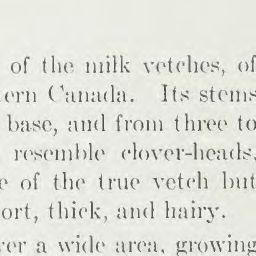 of the milk vetches, of
ern Canada. Its stems
base, and from three to
resemble clover-heads,
e of the true vetch but
ort, thick, and hairy.
ver a wide area, growing